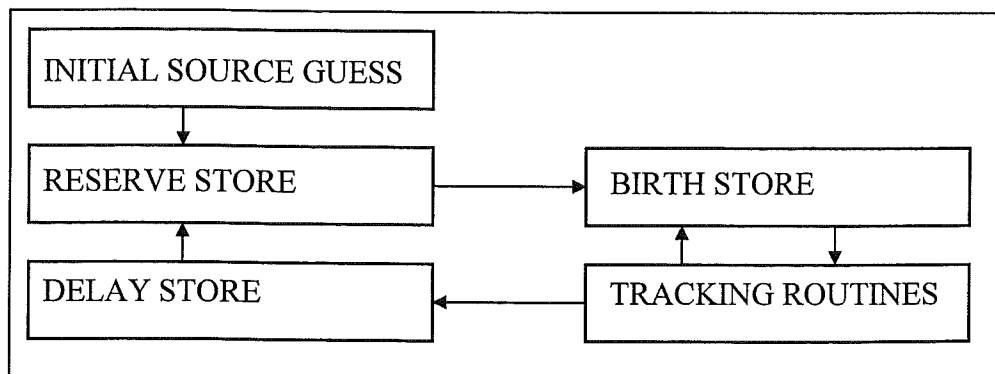 INITIAL SOURCE GUESS
RESERVE STORE
BIRTH STORE
DELAY STORE
TRACKING ROUTINES